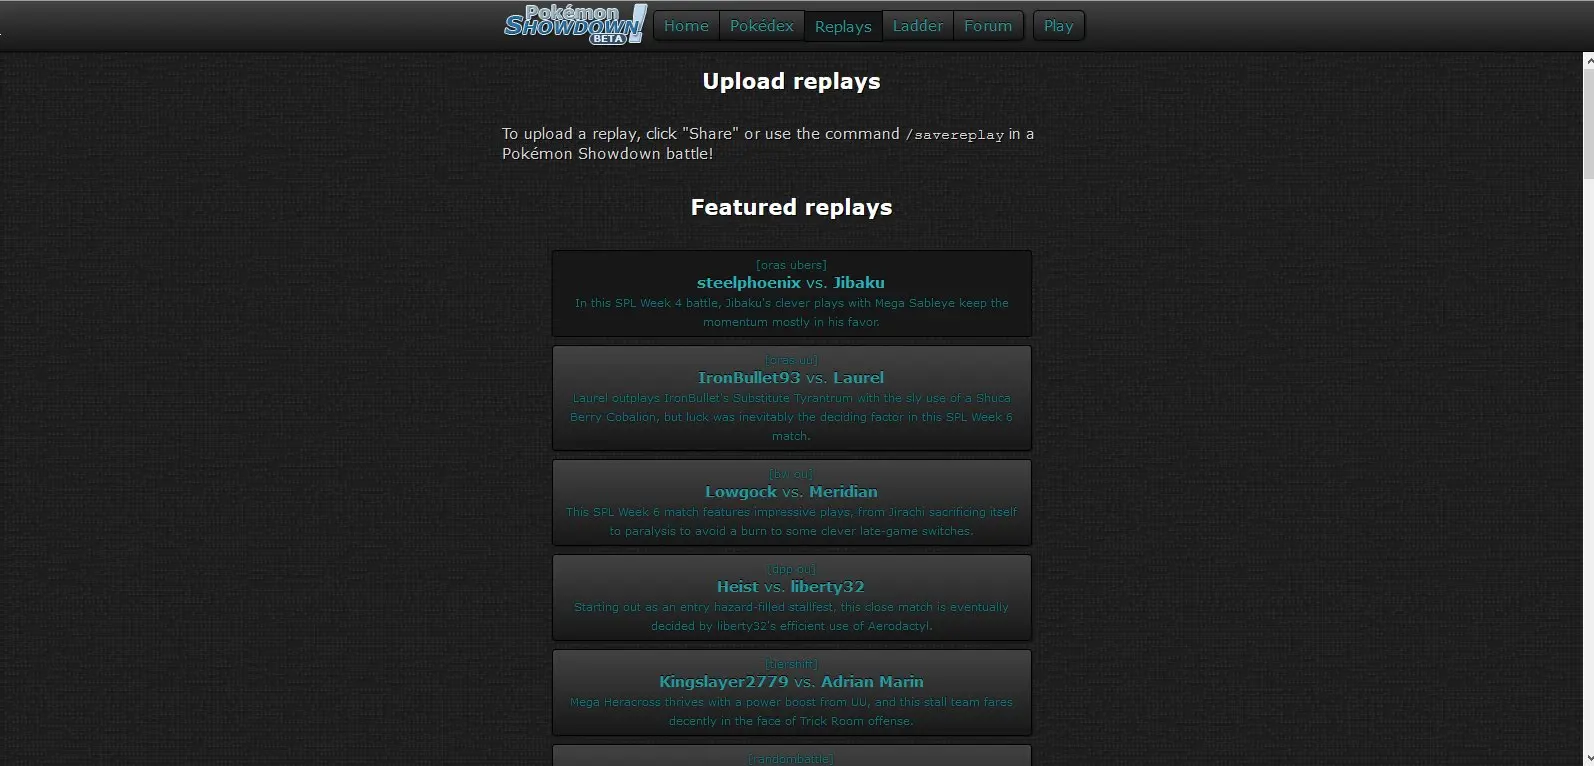 Pokémon
SHOWDOWN!
BETA
Home
Pokédex
Replays
Ladder
Forum
Play
Upload replays
To upload a replay, click "Share" or use the command /savereplay in a
Pokémon Showdown battle!
Featured replays
[oras ubers]
steelphoenix vs. Jibaku
In this SPL Week 4 battle, Jibaku's clever plays with Mega Sableye keep the
momentum mostly in his favor.
[oras uu]
IronBullet93 vs. Laurel
Laurel outplays IronBullet's Substitute Tyrantrum with the sly use of a Shuca
Berry Cobalion, but luck was inevitably the deciding factor in this SPL Week 6
match.
[bw ou]
Lowgock vs. Meridian
This SPL Week 6 match features impressive plays, from Jirachi sacrificing itself
to paralysis to avoid a burn to some clever late-game switches.
[dpp ou]
Heist vs. liberty32
Starting out as an entry hazard-filled stallfest, this close match is eventually
decided by liberty32's efficient use of Aerodactyl.
[tiershift]
Kingslayer2779 vs. Adrian Marin
Mega Heracross thrives with a power boost from UU, and this stall team fares
decently in the face of Trick Room offense.
[randombattle]